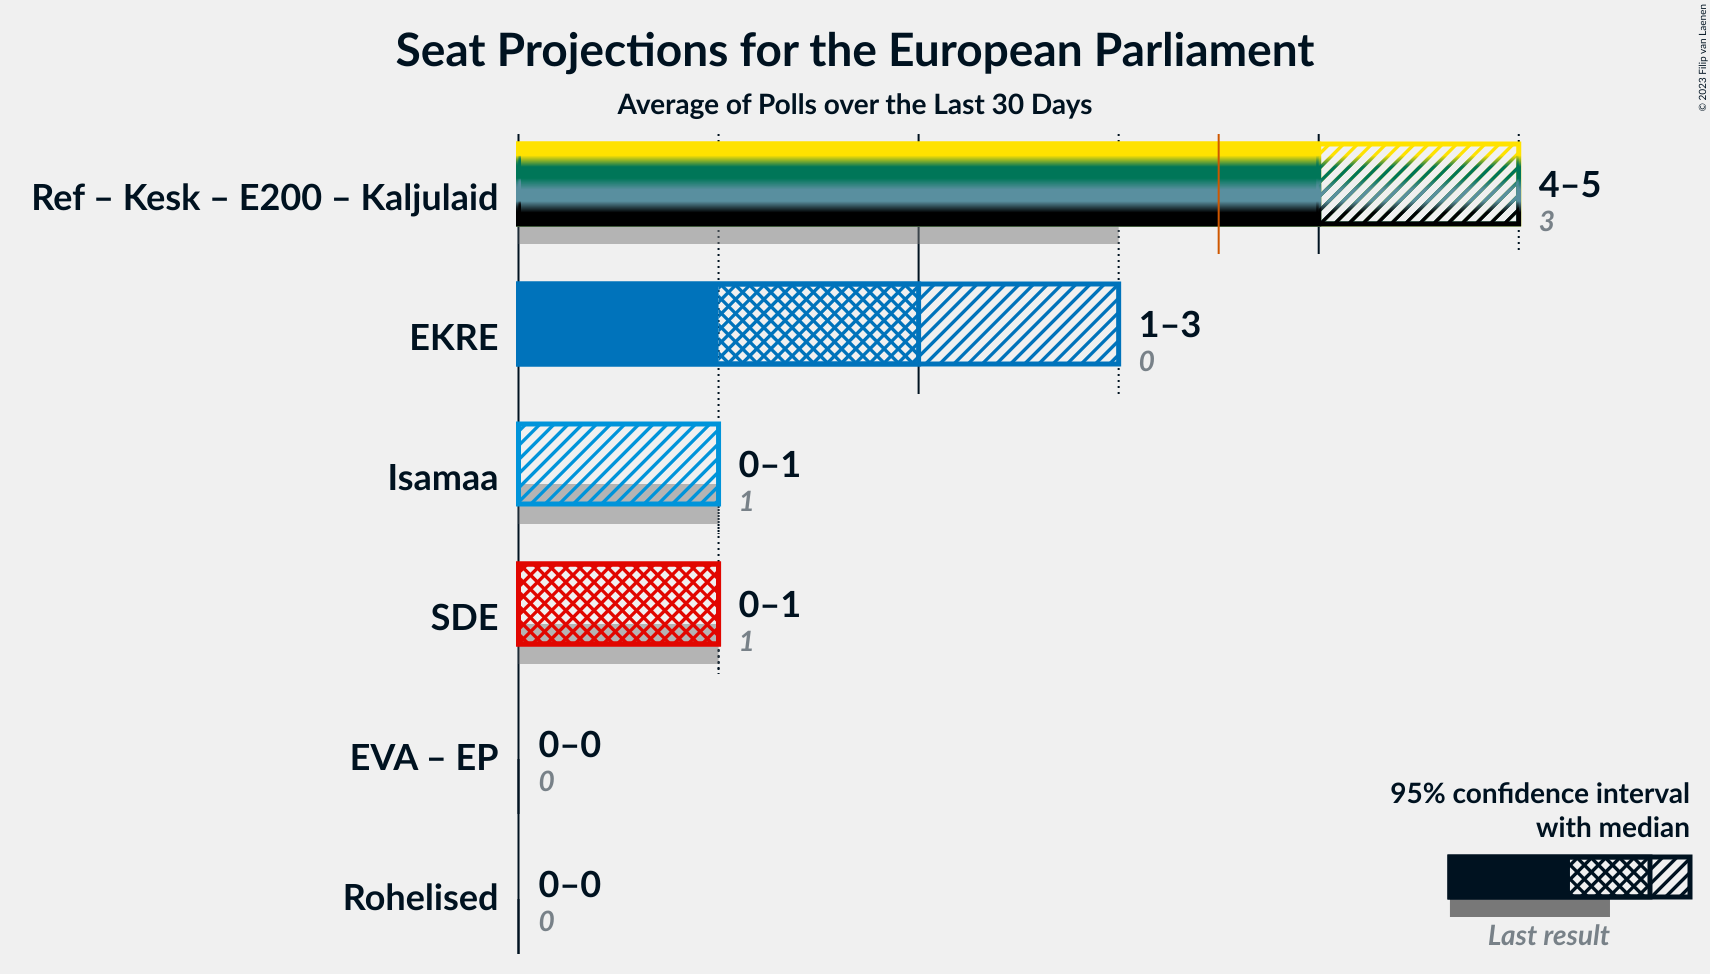 Seat Projections for the European Parliament
Average of Polls over the Last 30 Days
© 2023 Filip van Laenen
Ref – Kesk – E200 – Kaljulaid
4–5
3
EKRE
1–3
0
Isamaa
0–1
1
SDE
0–1
1
EVA – EP
0–0
0
Rohelised
0–0
0
95% confidence interval
with median
Last result